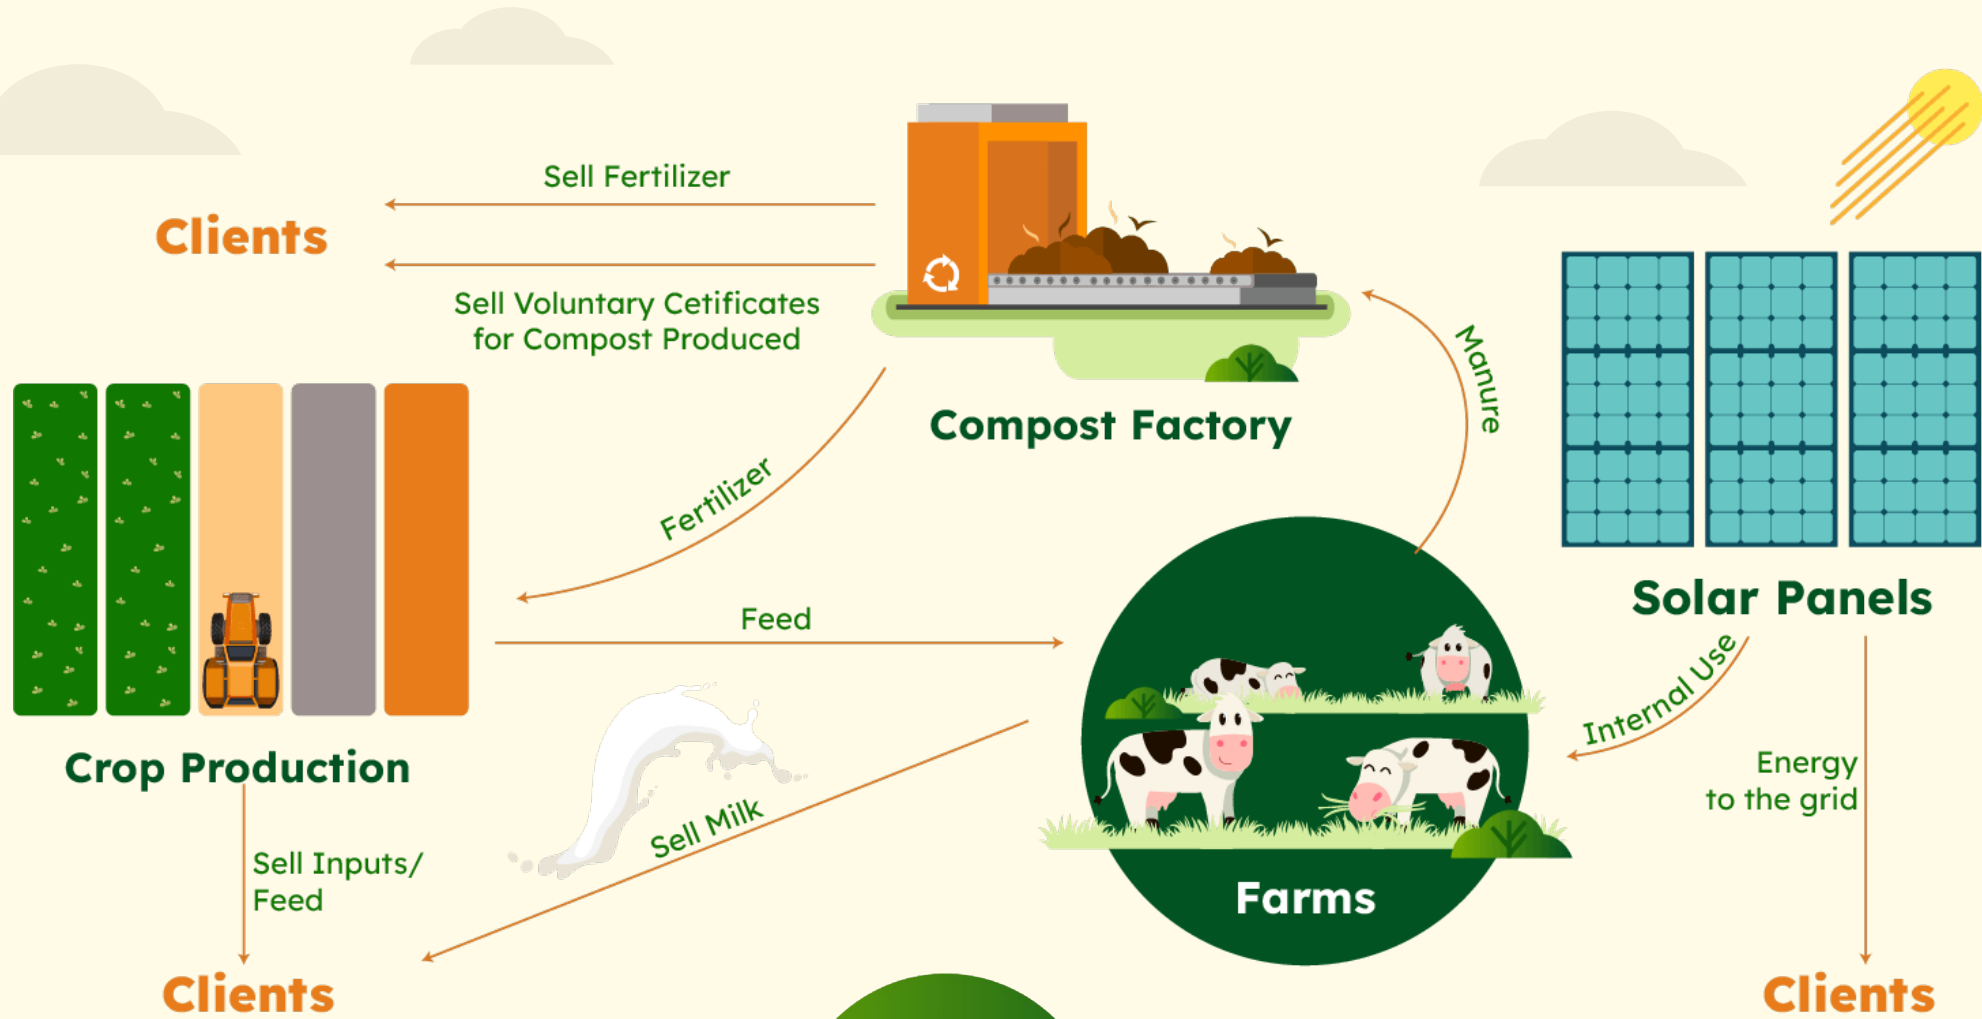 Sell Fertilizer
Clients
Sell Voluntary Cetificates
for Compost Produced
Compost Factory
Manure
Fertilizer
Solar Panels
Feed
Internal Use
Energy
to the grid
Crop Production
Sell Milk
Sell Inputs/
Feed
Farms
Clients
Clients